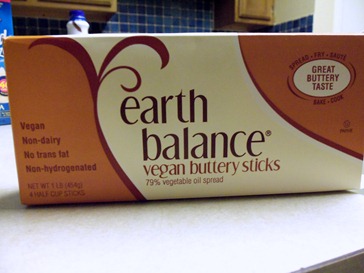 earth
balance®
vegan buttery sticks
79% vegetable oil spread
Vegan
Non-dairy
No trans fat
Non-hydrogenated
NET WT 1 LB (454g)
4 HALF CUP STICKS
SPREAD • FRY • SAUTÉ
GREAT
BUTTERY
TASTE
BAKE • COOK